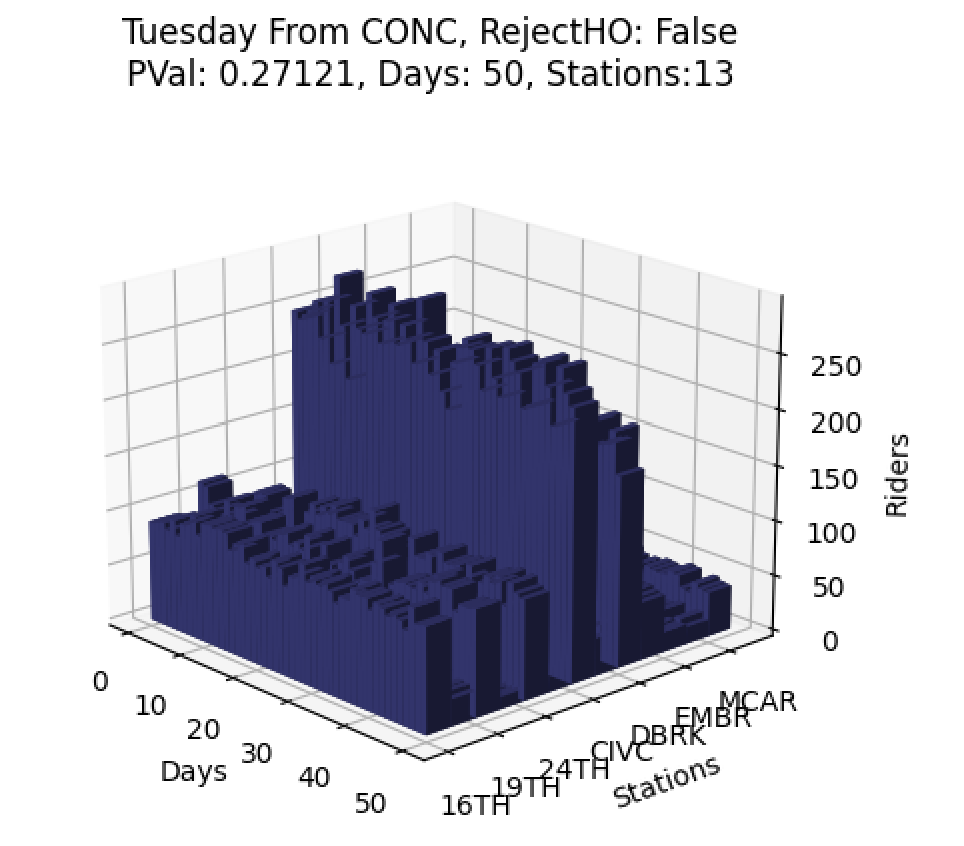 Tuesday From CONC, RejectHO: False
PVal: 0.27121, Days: 50, Stations:13
250
200
150
100
50
0
Riders
0
10
20
30
40
50
Days
16TH
19TH
24TH
CIVC
DBRK
EMBR
MCAR
Stations